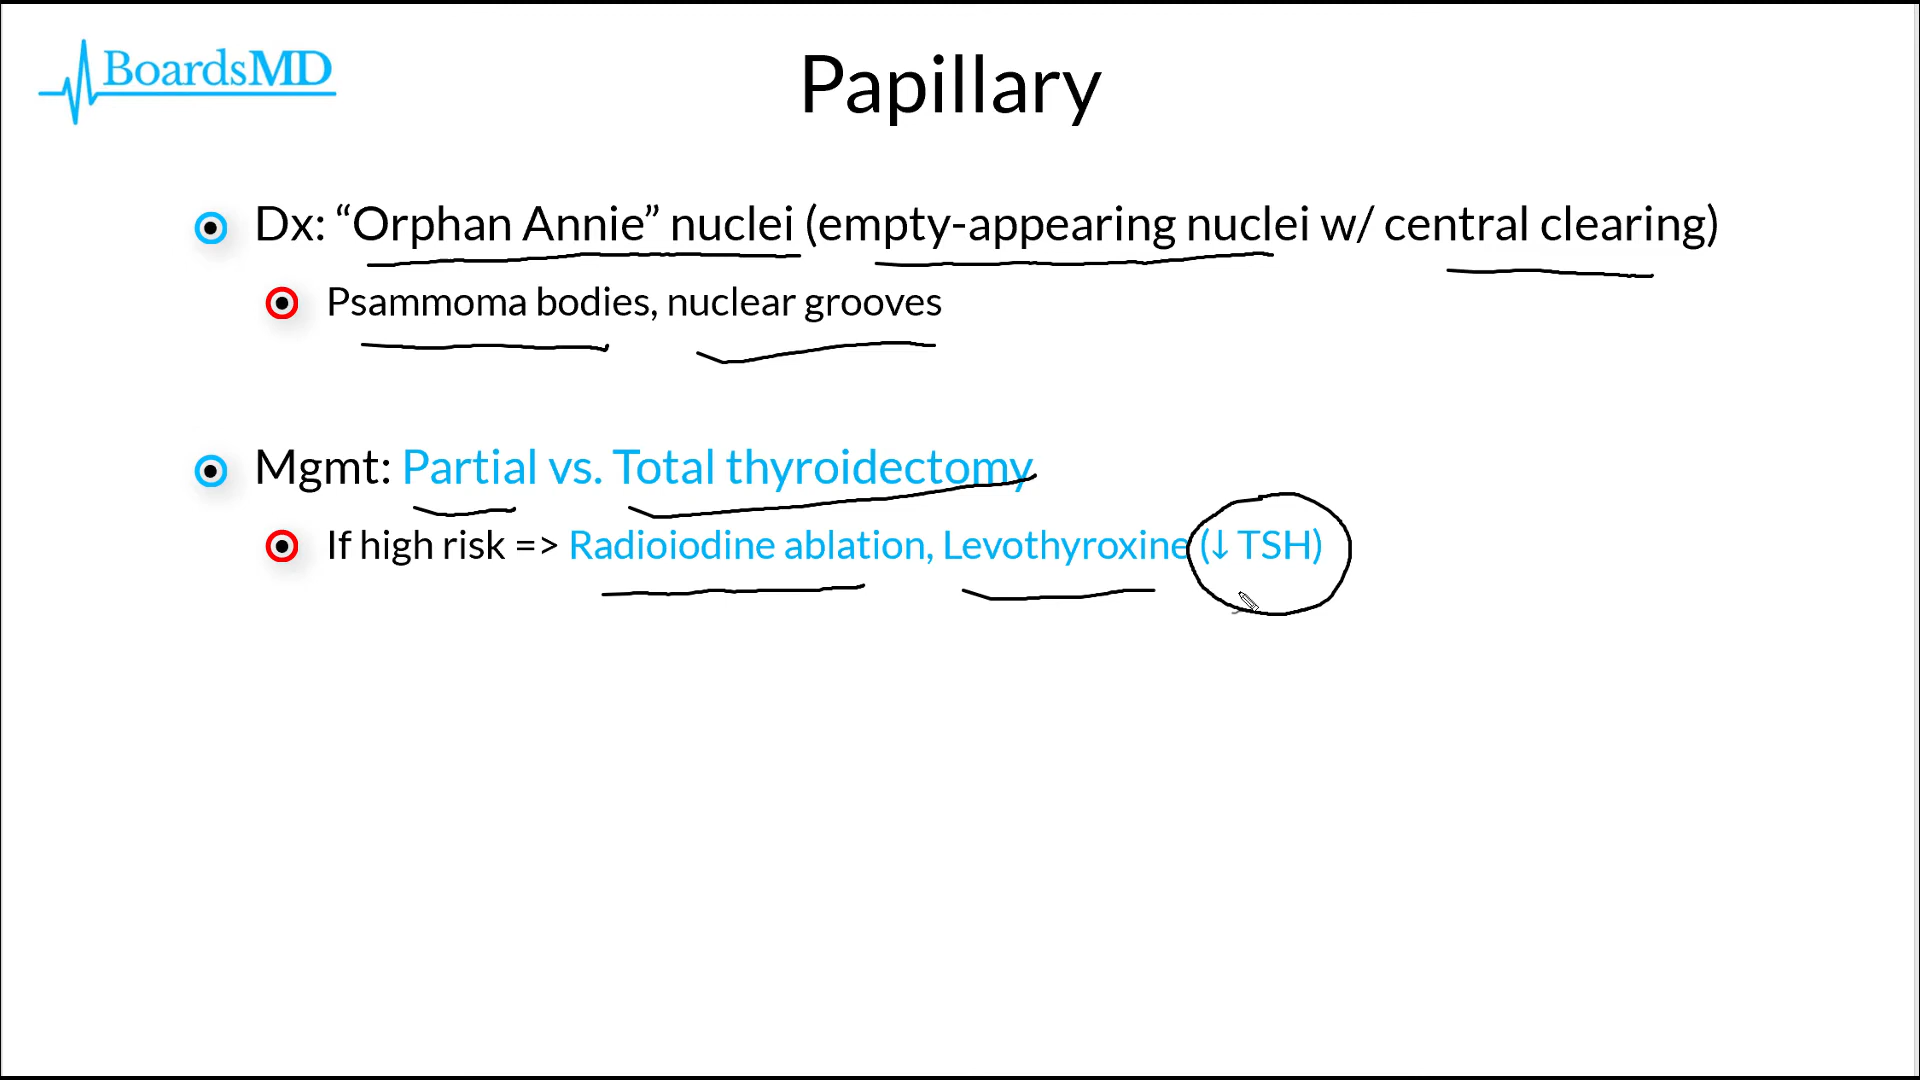 BoardsMD
Papillary
Dx: “Orphan Annie” nuclei (empty-appearing nuclei w/ central clearing)
Psammoma bodies, nuclear grooves
Mgmt: Partial vs. Total thyroidectomy
If high risk => Radioiodine ablation, Levothyroxine (↓ TSH)